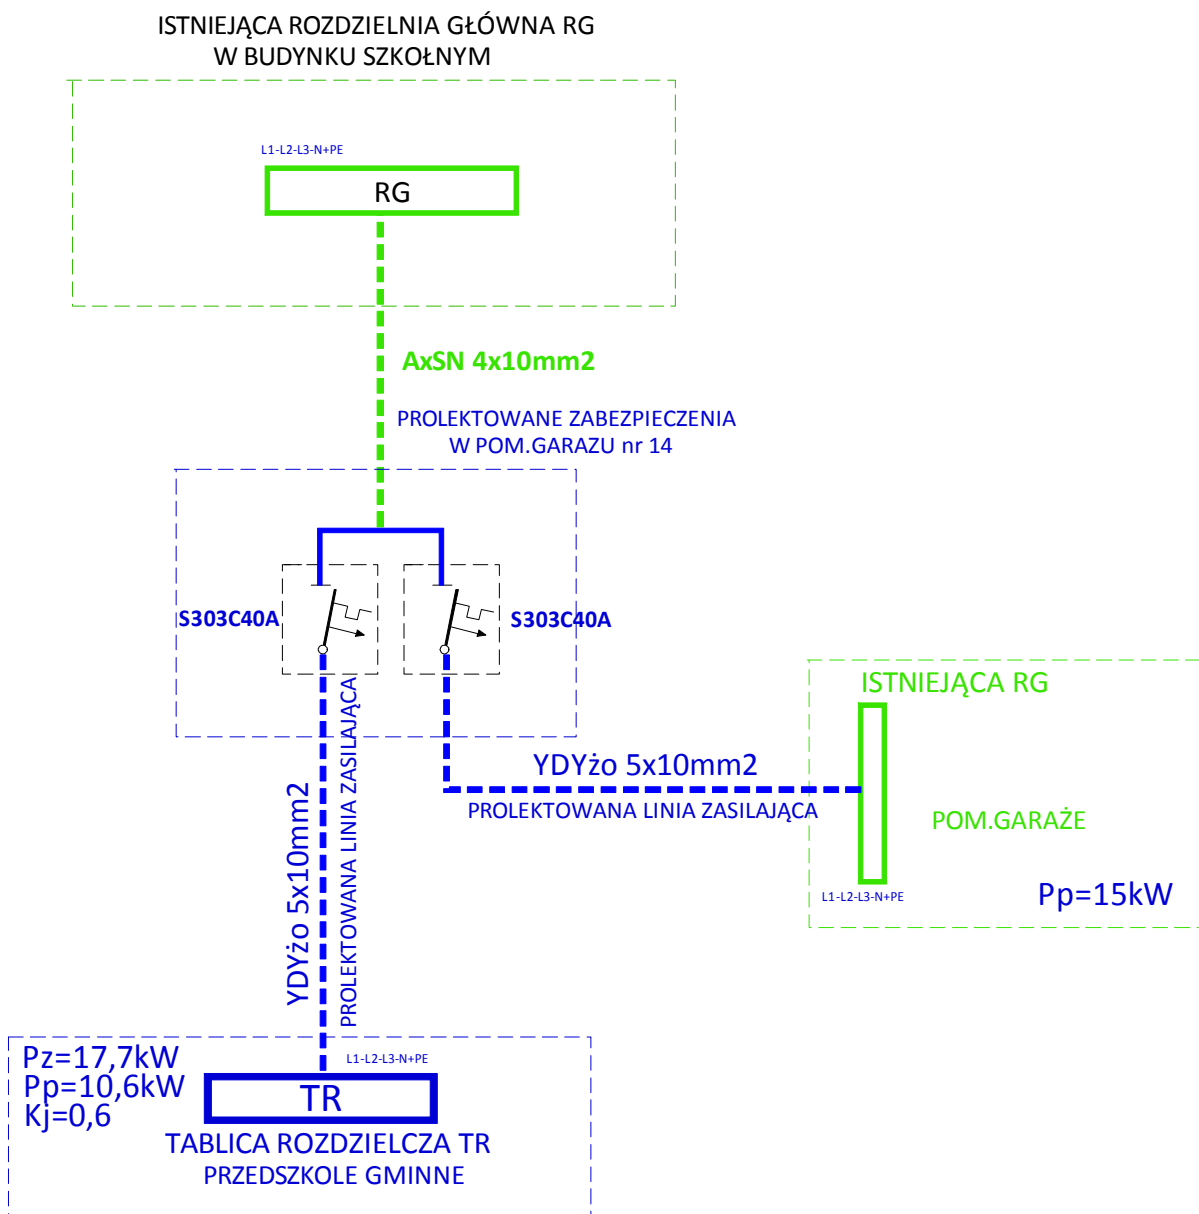 ISTNIEJĄCA ROZDZIELNIA GŁÓWNA RG
W BUDYNKU SZKOŁNYM
L1-L2-L3-N+PE
RG
AxSN 4x10mm2
PROLEKTOWANE ZABEZPIECZENIA
W POM.GARAZU nr 14
S303C40A
S303C40A
ISTNIEJĄCA RG
YDYżo 5x10mm2
PROLEKTOWANA LINIA ZASILAJĄCA
POM.GARAŻE
L1-L2-L3-N+PE
Pp=15kW
YDYżo 5x10mm2
PROLEKTOWANA LINIA ZASILAJĄCA
Pz=17,7kW
Pp=10,6kW
Kj=0,6
L1-L2-L3-N+PE
TR
TABLICA ROZDZIELCZA TR
PRZEDSZKOLE GMINNE